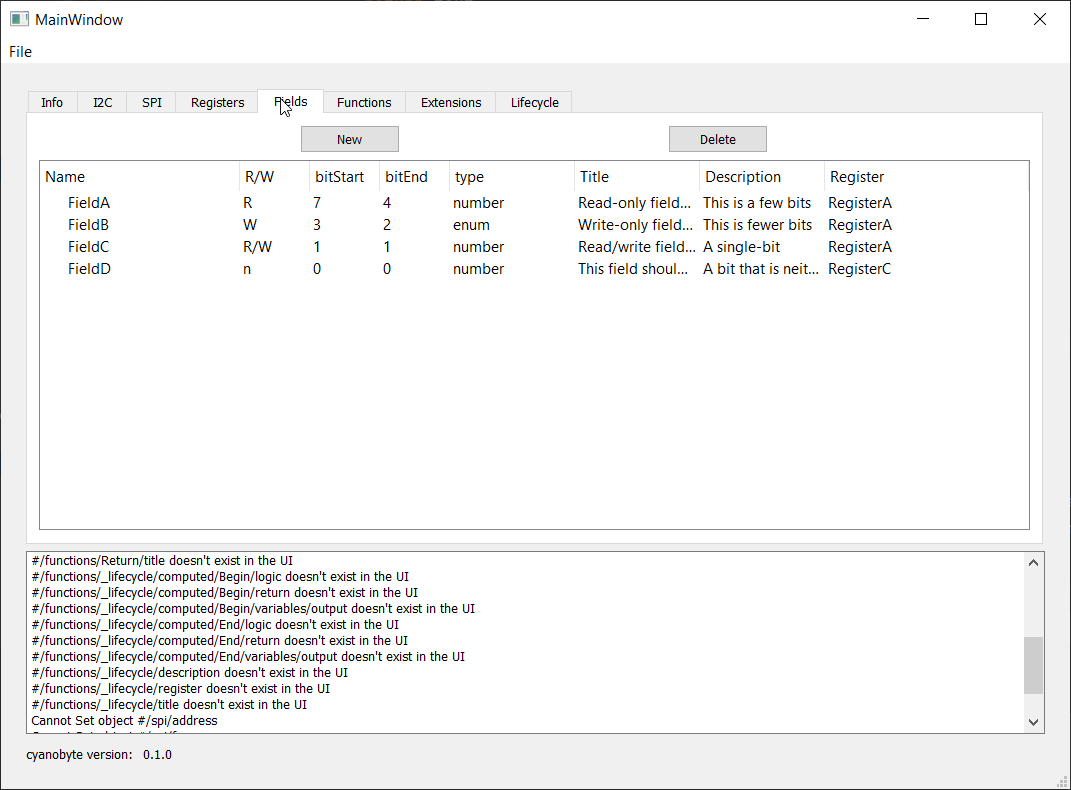 MainWindow
File
Info I2C SPI Registers Fields Functions Extensions Lifecycle
New Delete
Name R/W bitStart bitEnd type Title Description Register
FieldA R 7 4 number Read-only field... This is a few bits RegisterA
FieldB W 3 2 enum Write-only field... This is fewer bits RegisterA
FieldC R/W 1 1 number Read/write field... A single-bit RegisterA
FieldD n 0 0 number This field shoul... A bit that is neit... RegisterC
#/functions/Return/title doesn't exist in the UI
#/functions/_lifecycle/computed/Begin/logic doesn't exist in the UI
#/functions/_lifecycle/computed/Begin/return doesn't exist in the UI
#/functions/_lifecycle/computed/Begin/variables/output doesn't exist in the UI
#/functions/_lifecycle/computed/End/logic doesn't exist in the UI
#/functions/_lifecycle/computed/End/return doesn't exist in the UI
#/functions/_lifecycle/computed/End/variables/output doesn't exist in the UI
#/functions/_lifecycle/description doesn't exist in the UI
#/functions/_lifecycle/register doesn't exist in the UI
#/functions/_lifecycle/title doesn't exist in the UI
Cannot Set object #/spi/address
cyanobyte version: 0.1.0